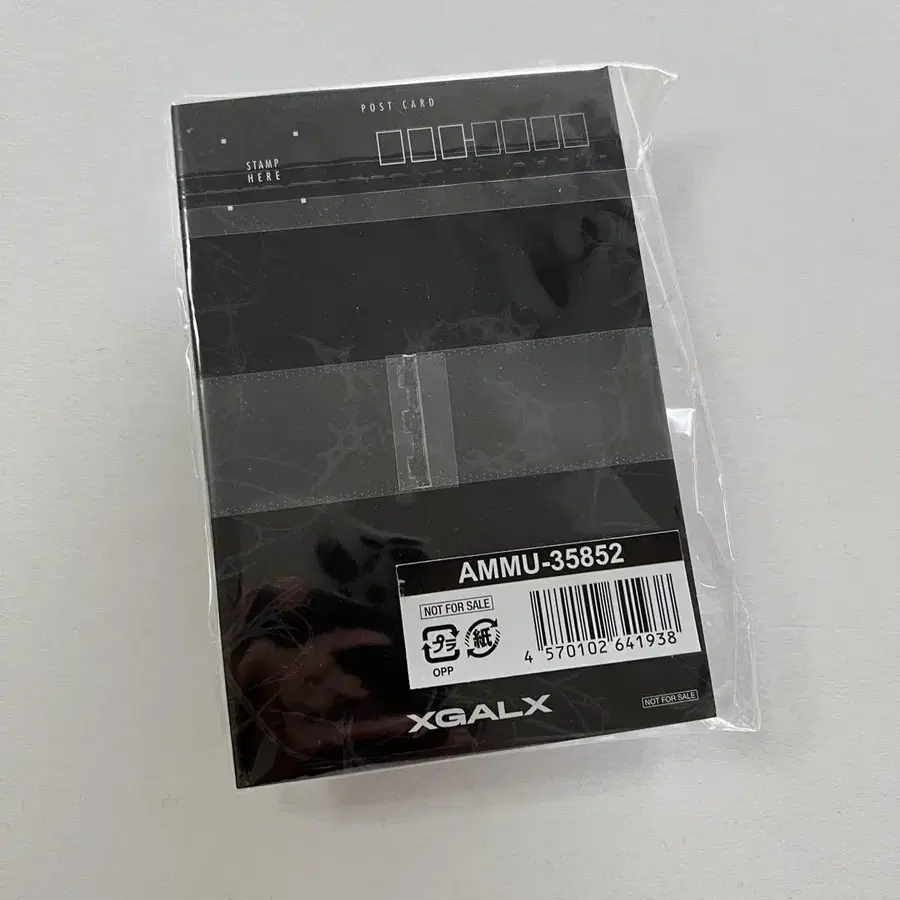 POST CARD
STAMP
HERE
AMMU-35852
NOT FOR SALE
プラ
紙
OPP
4 570102 641938
XGALX
NOT FOR SALE